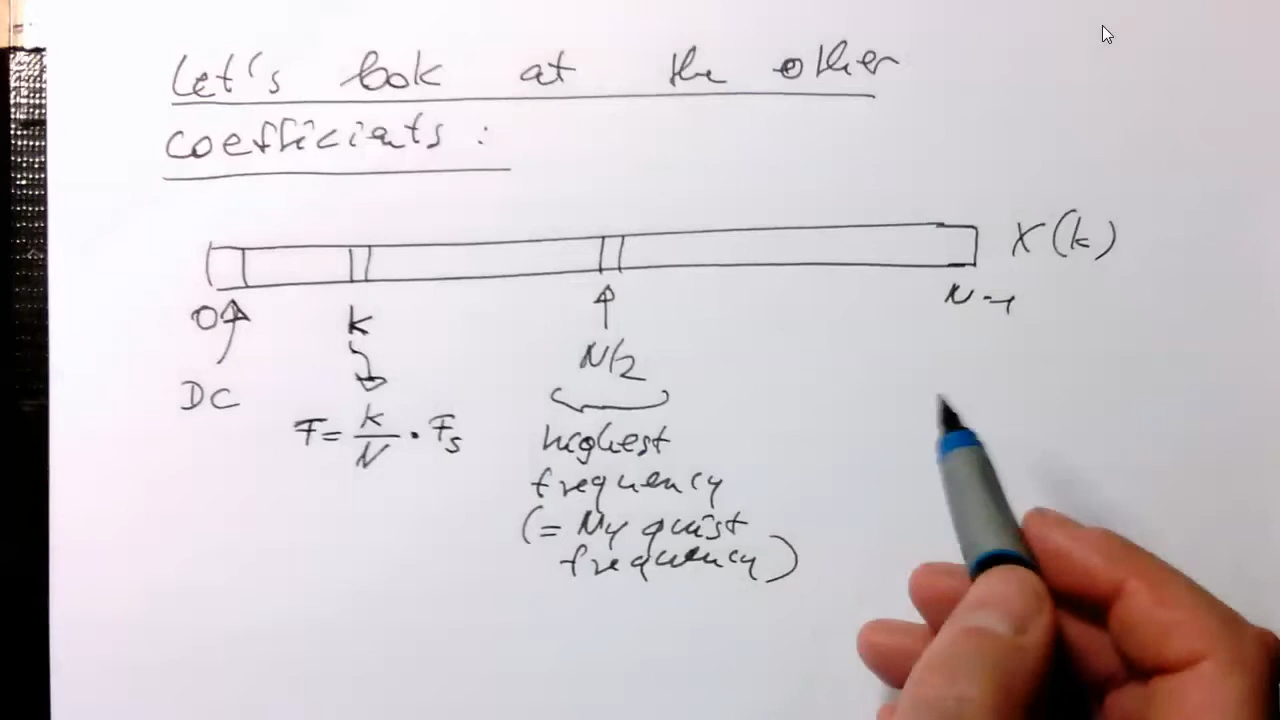 Let's look at the other
coefficients:
X(k)
0
k
N/2
N-1
DC
F = k/N · Fs
highest
frequency
(= Nyquist
frequency)